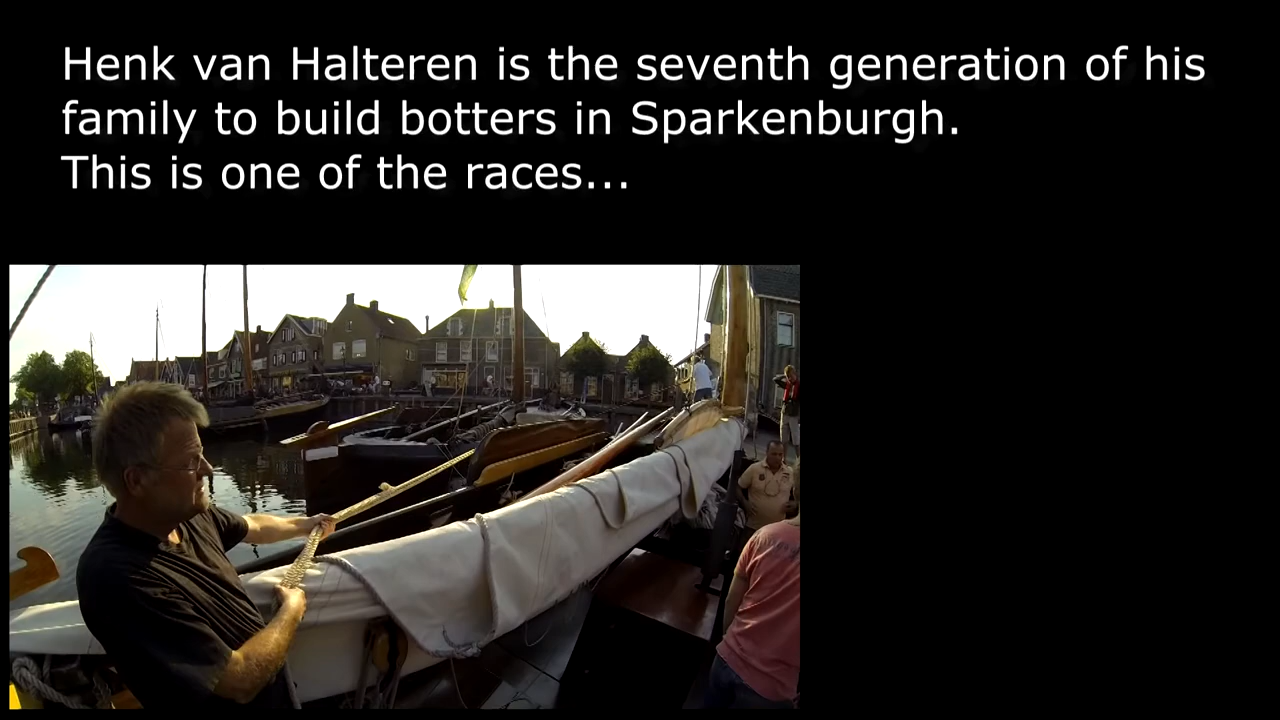 Henk van Halteren is the seventh generation of his
family to build botters in Sparkenburgh.
This is one of the races...